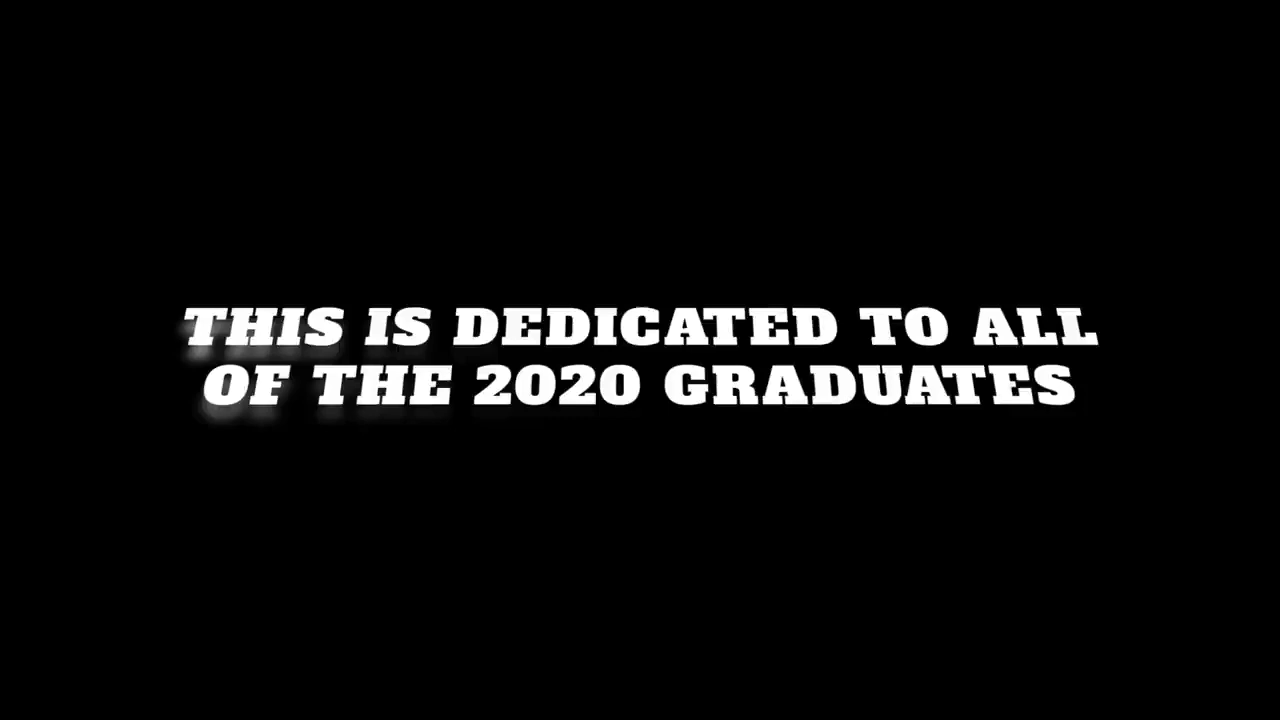 THIS IS DEDICATED TO ALL
OF THE 2020 GRADUATES